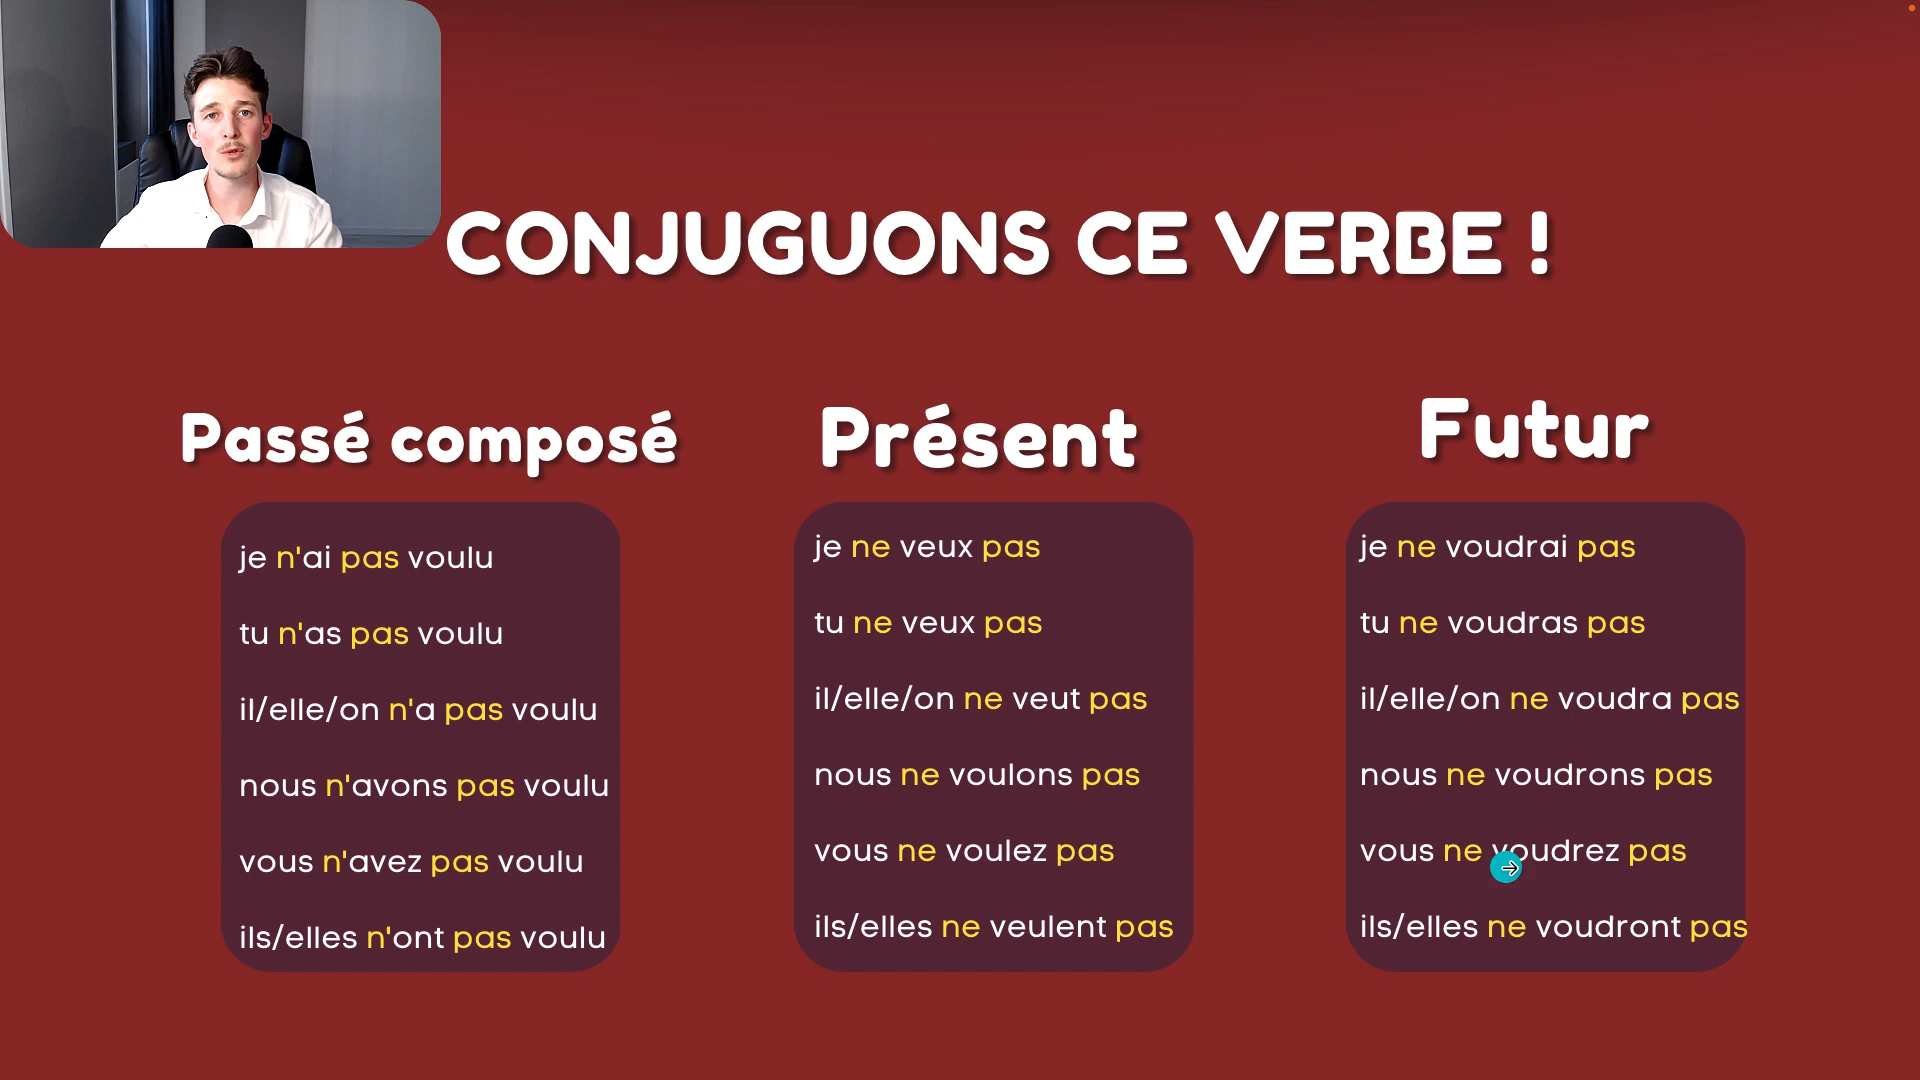 CONJUGUONS CE VERBE !
Passé composé
je n'ai pas voulu
tu n'as pas voulu
il/elle/on n'a pas voulu
nous n'avons pas voulu
vous n'avez pas voulu
ils/elles n'ont pas voulu
Présent
je ne veux pas
tu ne veux pas
il/elle/on ne veut pas
nous ne voulons pas
vous ne voulez pas
ils/elles ne veulent pas
Futur
je ne voudrai pas
tu ne voudras pas
il/elle/on ne voudra pas
nous ne voudrons pas
vous ne voudrez pas
ils/elles ne voudront pas